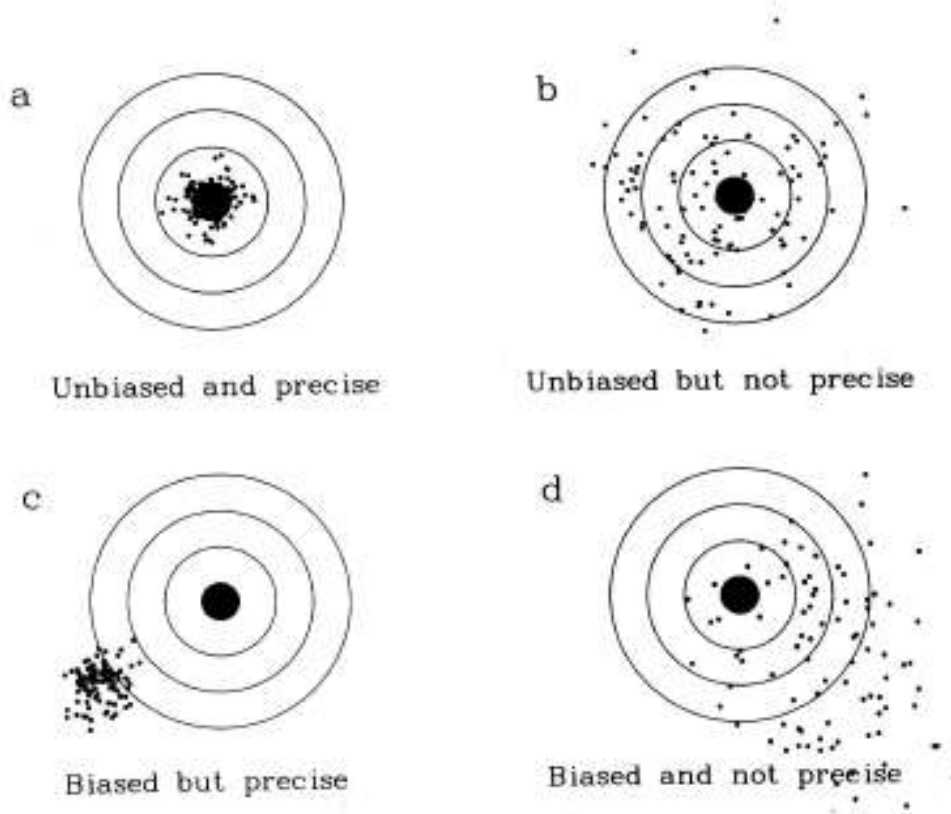 a
b
Unbiased and precise
Unbiased but not precise
c
d
Biased but precise
Biased and not precise